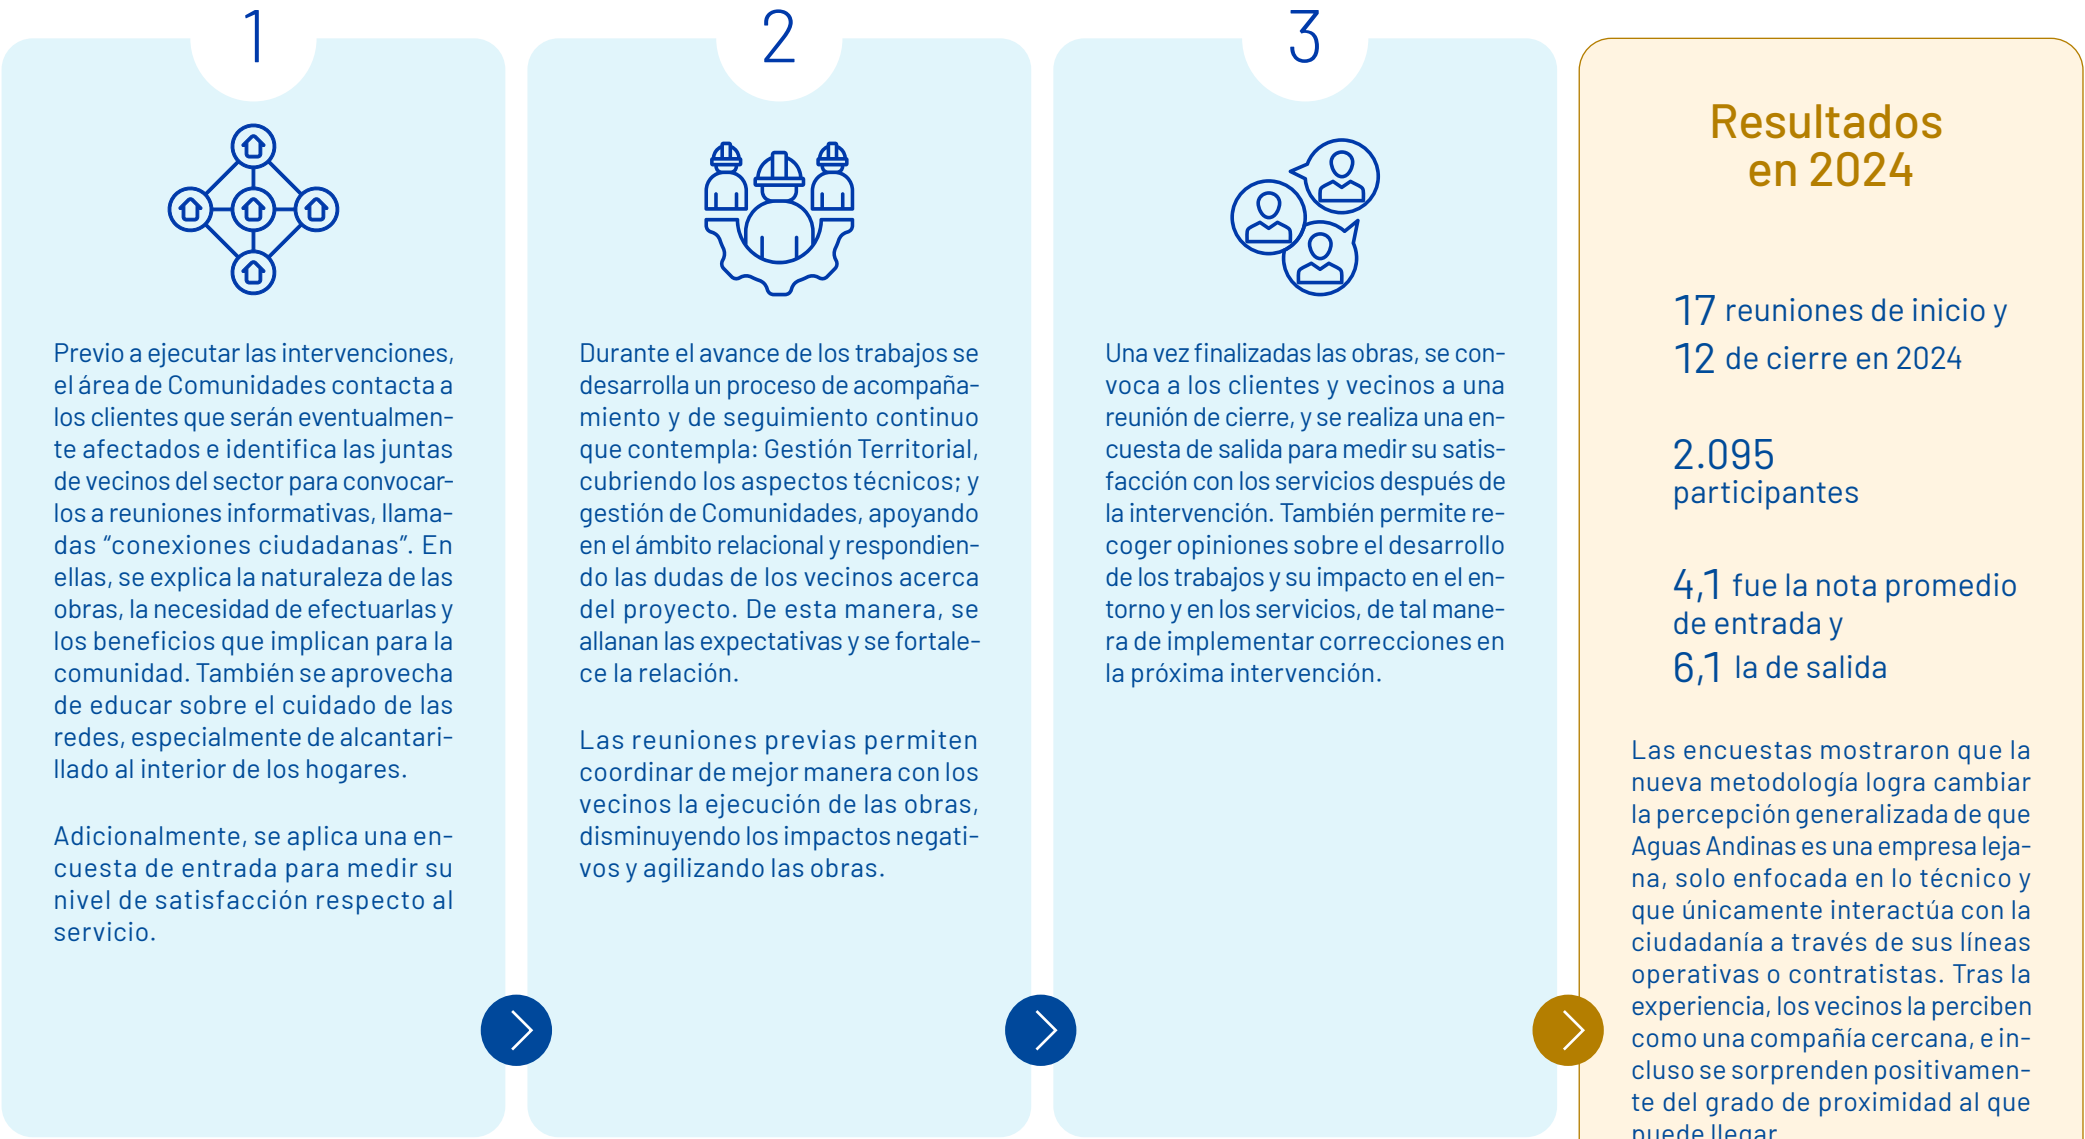 1
Previo a ejecutar las intervenciones,
el área de Comunidades contacta a
los clientes que serán eventualmen-
te afectados e identifica las juntas
de vecinos del sector para convocar-
los a reuniones informativas, llama-
das “conexiones ciudadanas”. En
ellas, se explica la naturaleza de las
obras, la necesidad de efectuarlas y
los beneficios que implican para la
comunidad. También se aprovecha
de educar sobre el cuidado de las
redes, especialmente de alcantari-
llado al interior de los hogares.
Adicionalmente, se aplica una en-
cuesta de entrada para medir su
nivel de satisfacción respecto al
servicio.
2
Durante el avance de los trabajos se
desarrolla un proceso de acompaña-
miento y de seguimiento continuo
que contempla: Gestión Territorial,
cubriendo los aspectos técnicos; y
gestión de Comunidades, apoyando
en el ámbito relacional y respondien-
do las dudas de los vecinos acerca
del proyecto. De esta manera, se
allanan las expectativas y se fortale-
ce la relación.
Las reuniones previas permiten
coordinar de mejor manera con los
vecinos la ejecución de las obras,
disminuyendo los impactos negati-
vos y agilizando las obras.
3
Una vez finalizadas las obras, se con-
voca a los clientes y vecinos a una
reunión de cierre, y se realiza una en-
cuesta de salida para medir su satis-
facción con los servicios después de
la intervención. También permite re-
coger opiniones sobre el desarrollo
de los trabajos y su impacto en el en-
torno y en los servicios, de tal mane-
ra de implementar correcciones en
la próxima intervención.
Resultados
en 2024
17 reuniones de inicio y
12 de cierre en 2024
2.095
participantes
4,1 fue la nota promedio
de entrada y
6,1 la de salida
Las encuestas mostraron que la
nueva metodología logra cambiar
la percepción generalizada de que
Aguas Andinas es una empresa leja-
na, solo enfocada en lo técnico y
que únicamente interactúa con la
ciudadanía a través de sus líneas
operativas o contratistas. Tras la
experiencia, los vecinos la perciben
como una compañía cercana, e in-
cluso se sorprenden positivamen-
te del grado de proximidad al que
puede llegar